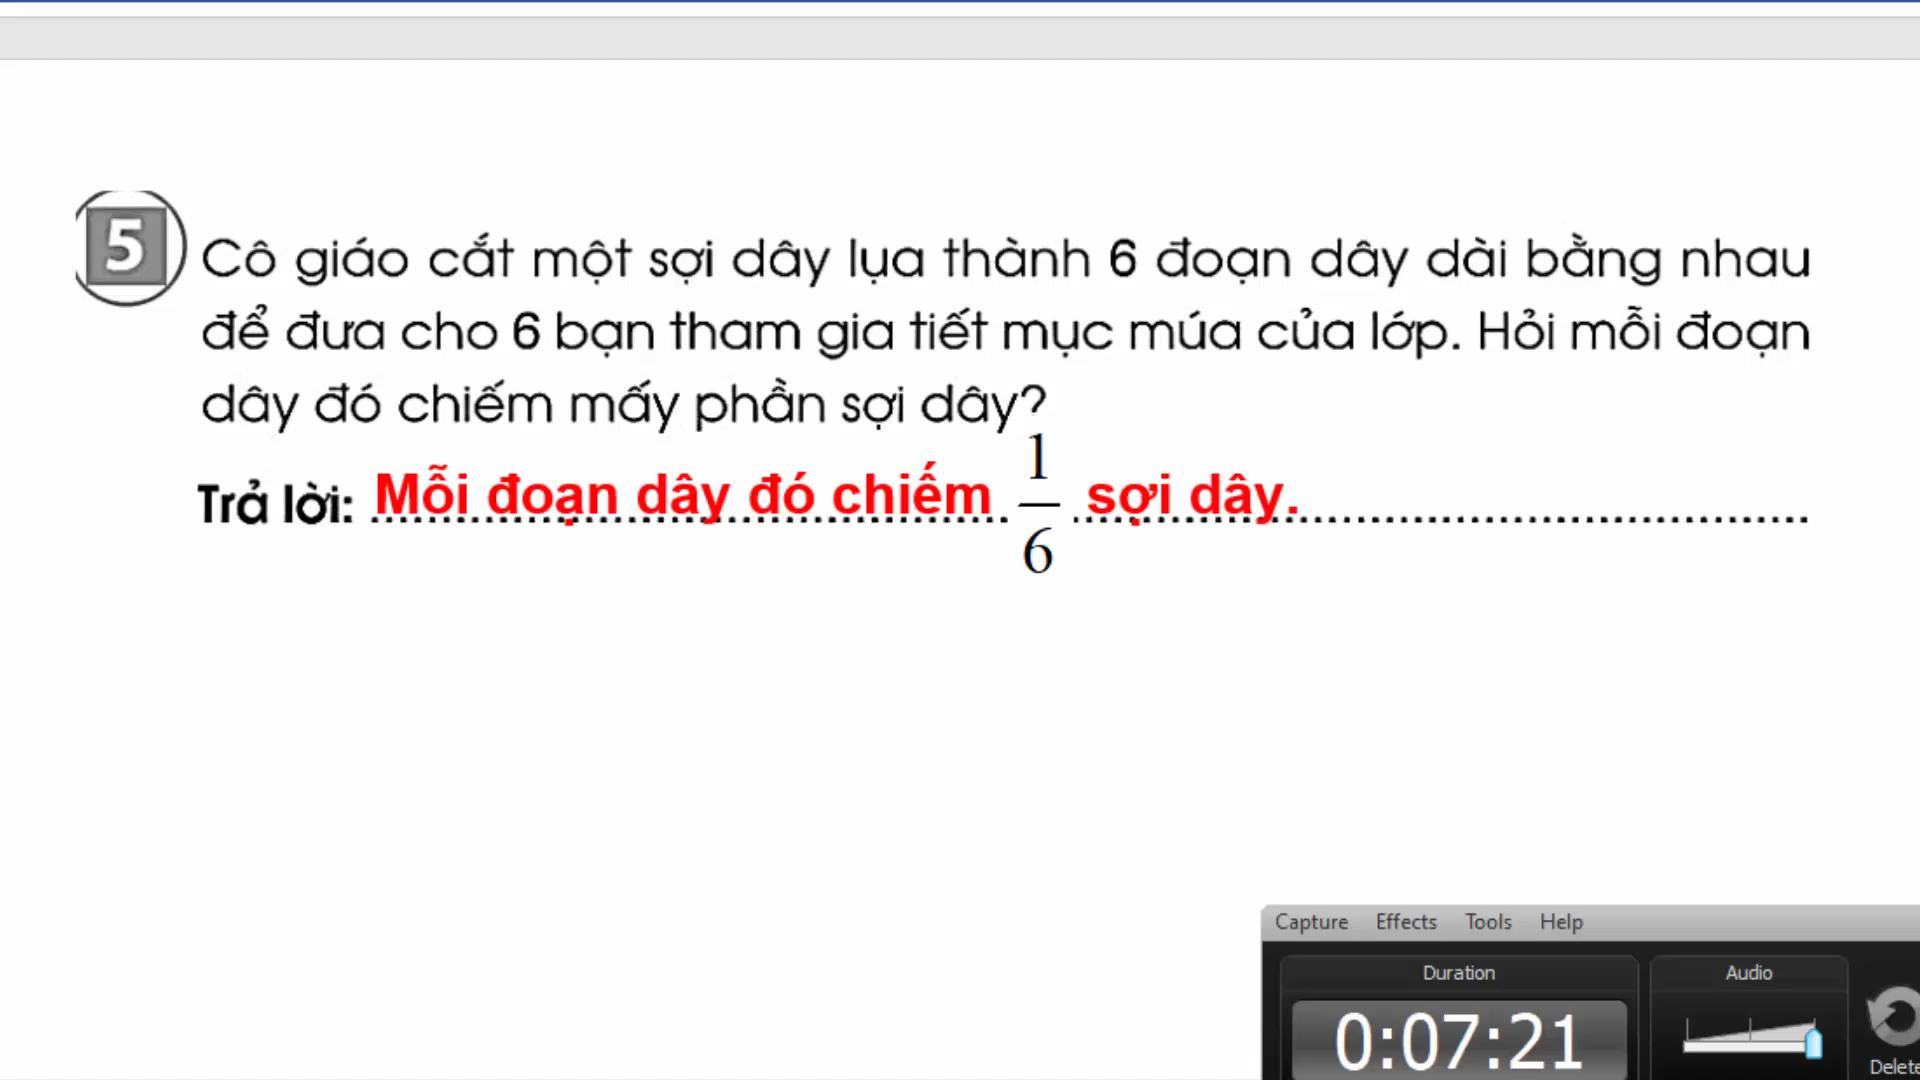 5
Cô giáo cắt một sợi dây lụa thành 6 đoạn dây dài bằng nhau
để đưa cho 6 bạn tham gia tiết mục múa của lớp. Hỏi mỗi đoạn
dây đó chiếm mấy phần sợi dây?
Trả lời: Mỗi đoạn dây đó chiếm 1/6 sợi dây.
Capture Effects Tools Help
Duration Audio
0:07:21
Delete